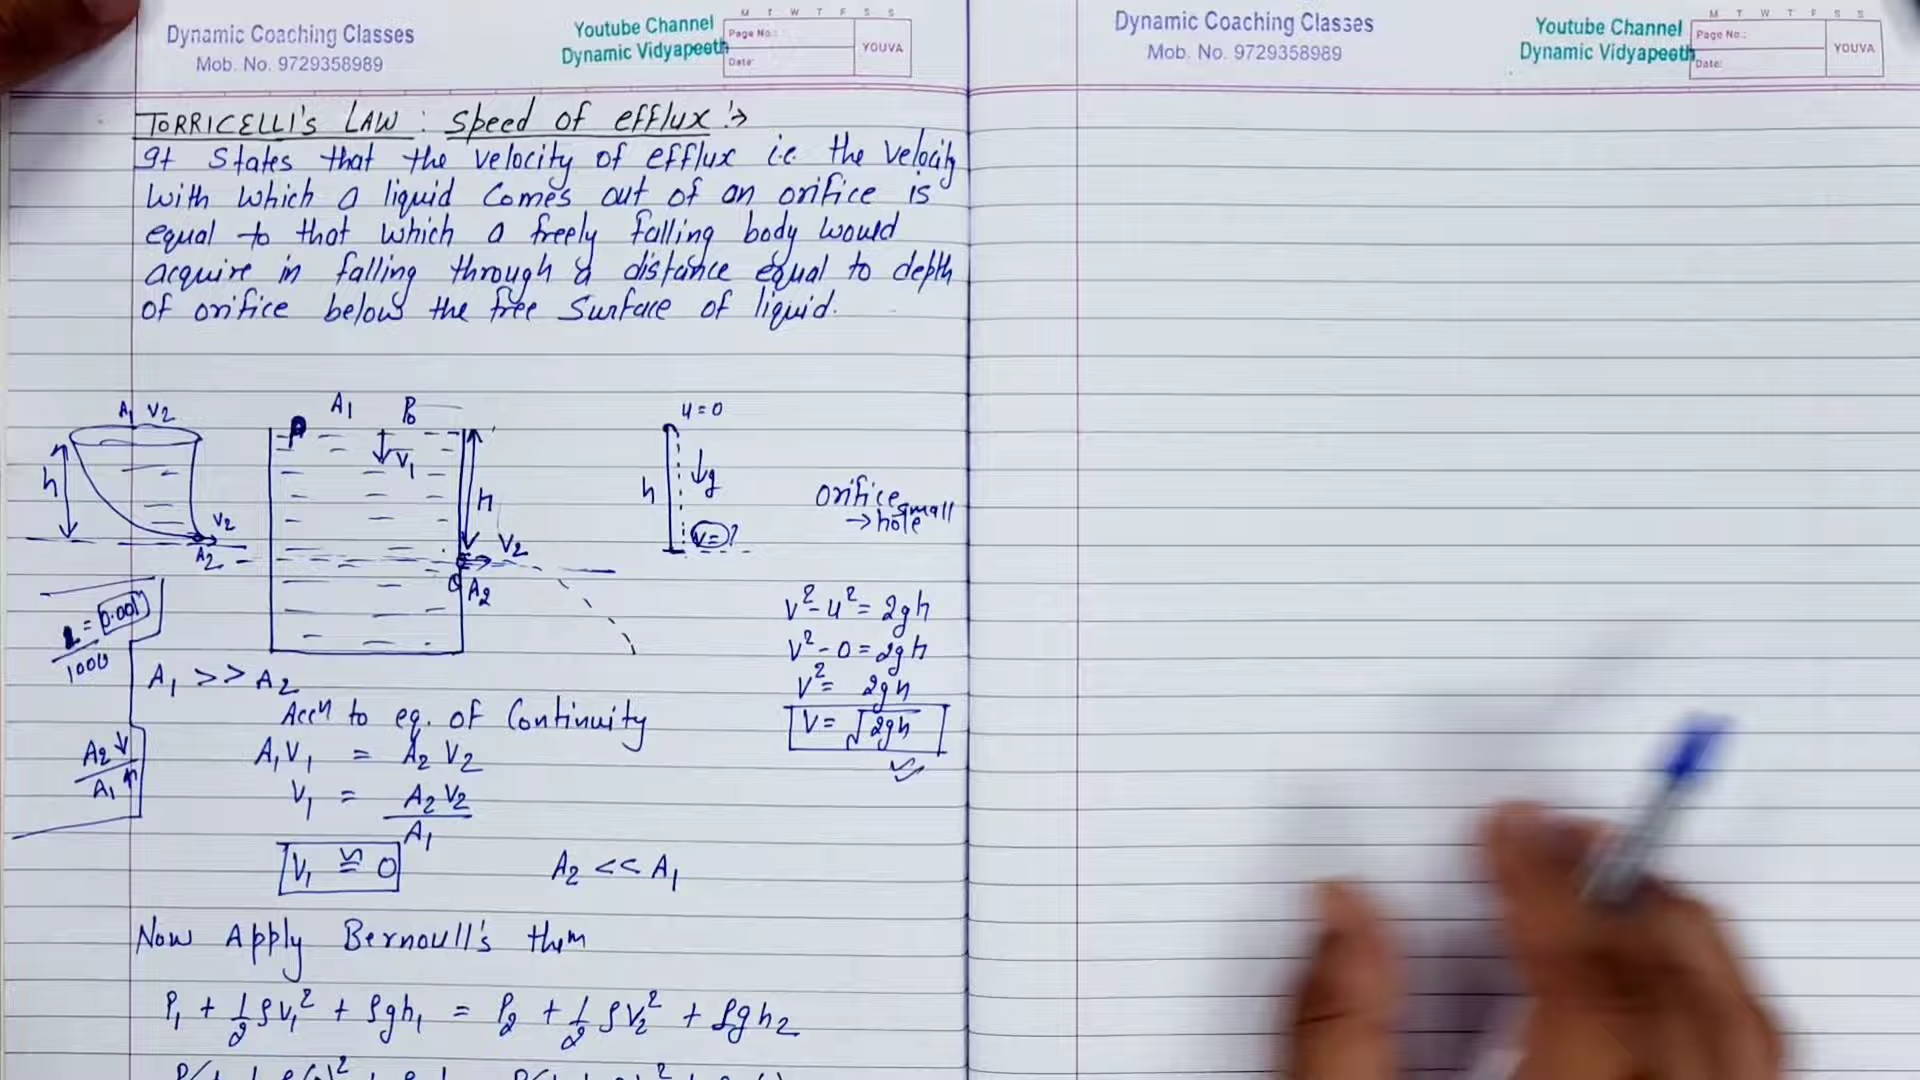 Dynamic Coaching Classes
Mob. No. 9729358989
Youtube Channel
Dynamic Vidyapeeth
M T W T F S S
Page No.:
Date:
YOUVA
TORRICELLI's LAW : Speed of efflux :→
It States that the velocity of efflux i.e. the velocity
with which a liquid comes out of an orifice is
equal to that which a freely falling body would
acquire in falling through a distance equal to depth
of orifice below the free surface of liquid.
A1 V2
h
V2
A2
A1 P0
P
V1
h
V2
A2
u=0
h
↓g
v=?
orifice
→ small hole
1/1000 = 0.001
A1 >> A2
Accn to eq. of Continuity
A1V1 = A2V2
V1 = A2V2/A1
V1 ≅ 0
A2 << A1
A2↓/A1↑
v²-u²= 2gh
v²-0=2gh
v²= 2gh
v= √2gh
Now Apply Bernoull's thm
P1 + 1/2 ρv1² + ρgh1 = P2 + 1/2 ρv2² + ρgh2
Dynamic Coaching Classes
Mob. No. 9729358989
Youtube Channel
Dynamic Vidyapeeth
M T W T F S S
Page No.:
Date:
YOUVA